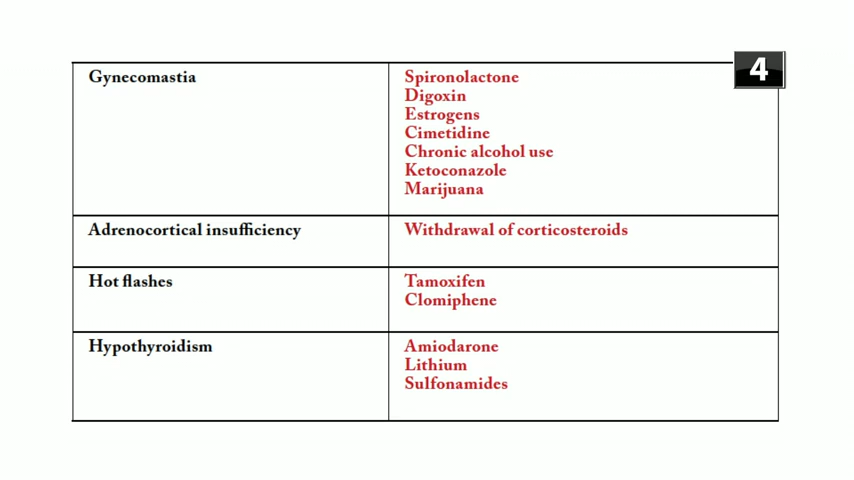 4
Gynecomastia
Spironolactone
Digoxin
Estrogens
Cimetidine
Chronic alcohol use
Ketoconazole
Marijuana
Adrenocortical insufficiency
Withdrawal of corticosteroids
Hot flashes
Tamoxifen
Clomiphene
Hypothyroidism
Amiodarone
Lithium
Sulfonamides